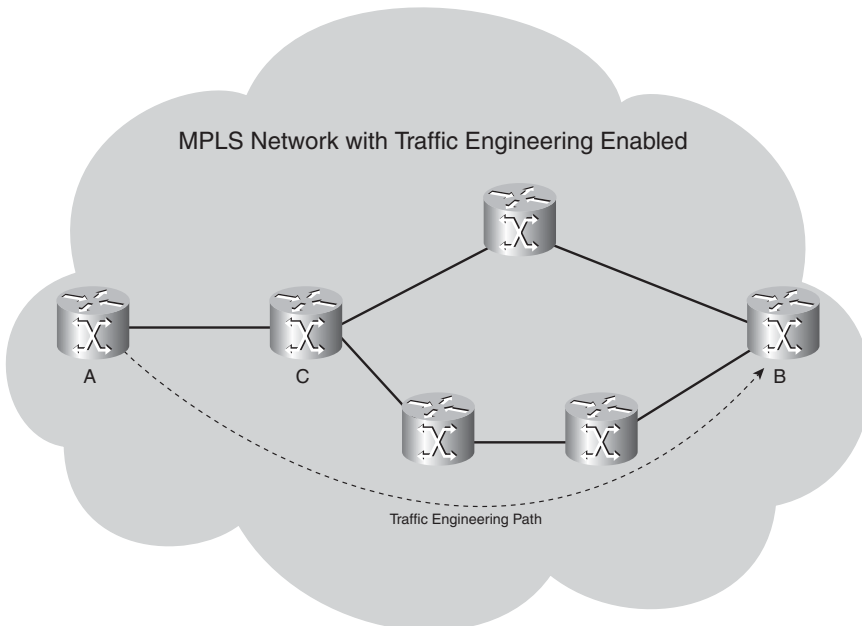 MPLS Network with Traffic Engineering Enabled
A
C
B
Traffic Engineering Path